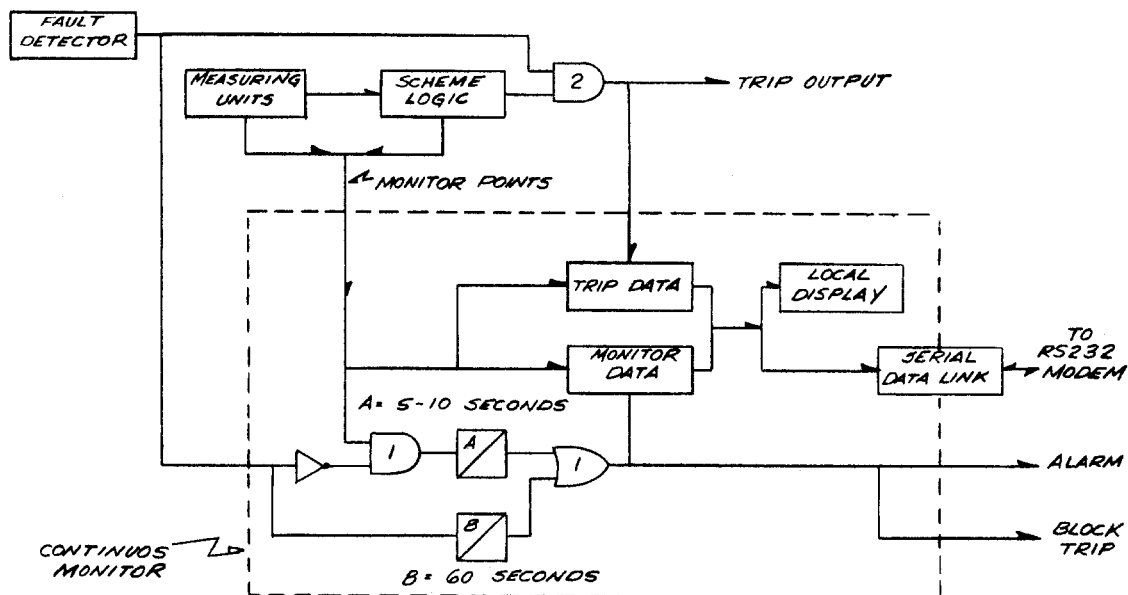 FAULT
DETECTOR
MEASURING
UNITS
SCHEME
LOGIC
2
TRIP OUTPUT
MONITOR POINTS
TRIP DATA
LOCAL
DISPLAY
MONITOR
DATA
SERIAL
DATA LINK
TO
RS232
MODEM
A= 5-10 SECONDS
1
A
1
ALARM
B
BLOCK
TRIP
CONTINUOS
MONITOR
B= 60 SECONDS